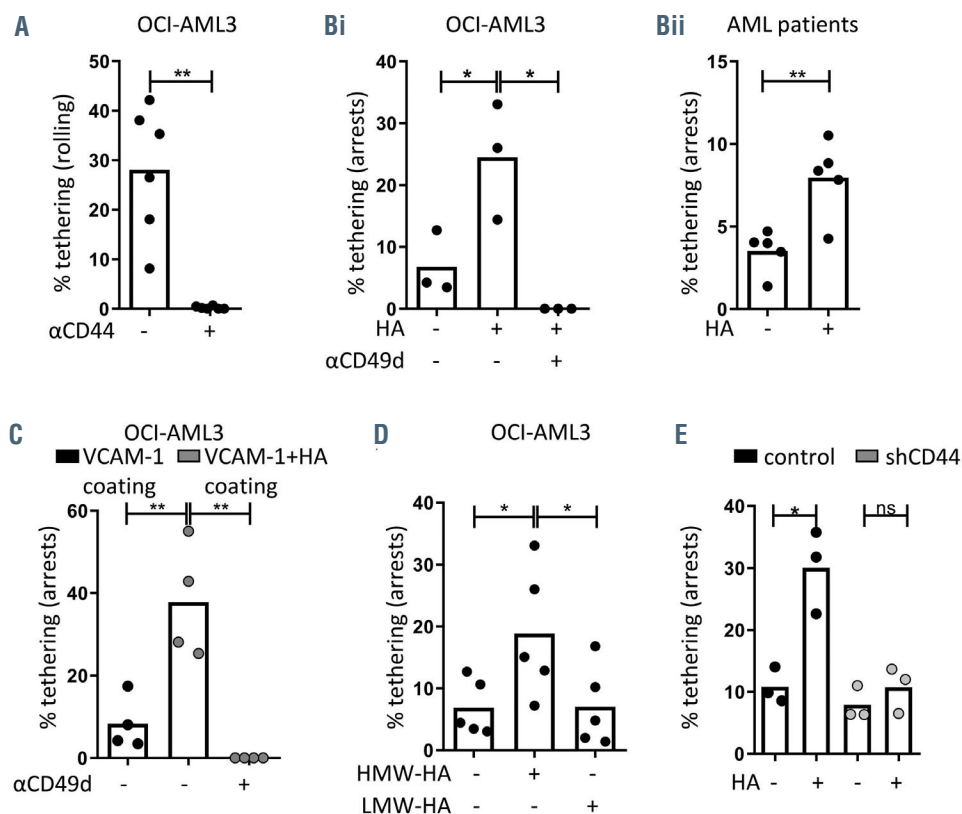 A
OCI-AML3
% tethering (rolling)
50
40
30
20
10
0
**
αCD44 - +
Bi
OCI-AML3
% tethering (arrests)
40
30
20
10
0
* *
HA - + +
αCD49d - - +
Bii
AML patients
% tethering (arrests)
15
10
5
0
**
HA - +
C
OCI-AML3
VCAM-1 VCAM-1+HA
coating coating
% tethering (arrests)
60
40
20
0
** **
αCD49d - - +
D
OCI-AML3
% tethering (arrests)
40
30
20
10
0
* *
HMW-HA - + -
LMW-HA - - +
E
control shCD44
% tethering (arrests)
40
30
20
10
0
* ns
HA - + - +